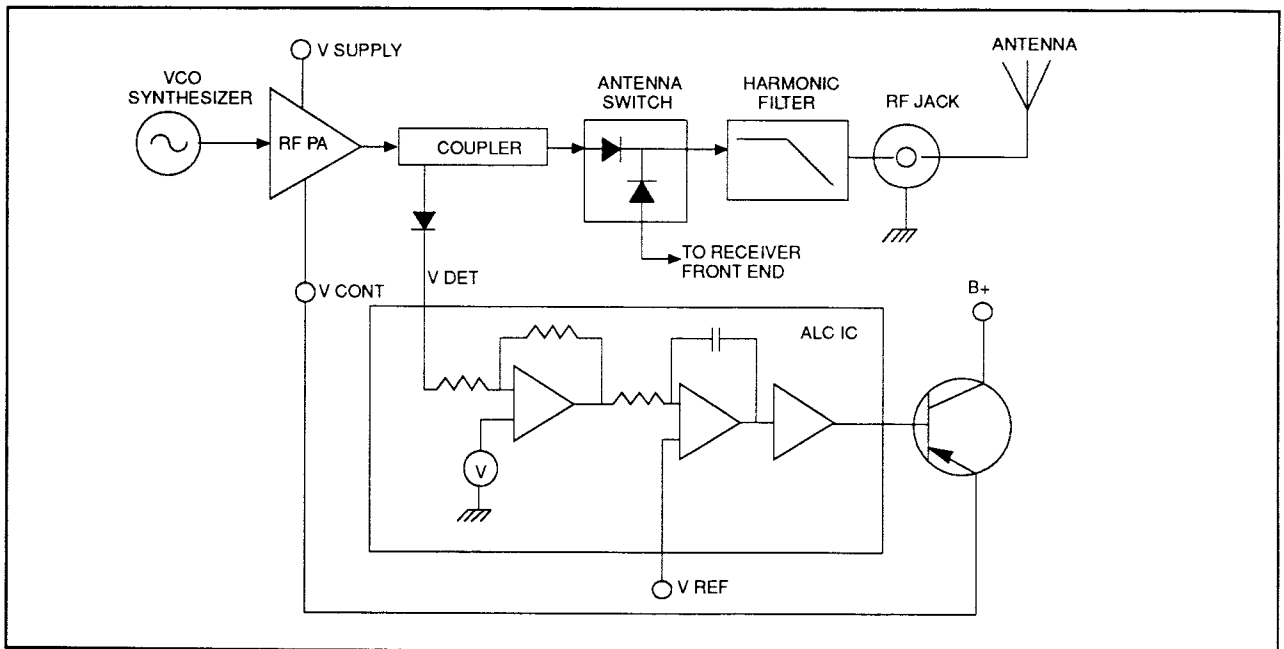 ANTENNA
V SUPPLY
VCO
SYNTHESIZER
ANTENNA
SWITCH
HARMONIC
FILTER
RF JACK
RF PA
COUPLER
TO RECEIVER
FRONT END
V DET
V CONT
B+
ALC IC
V
V REF